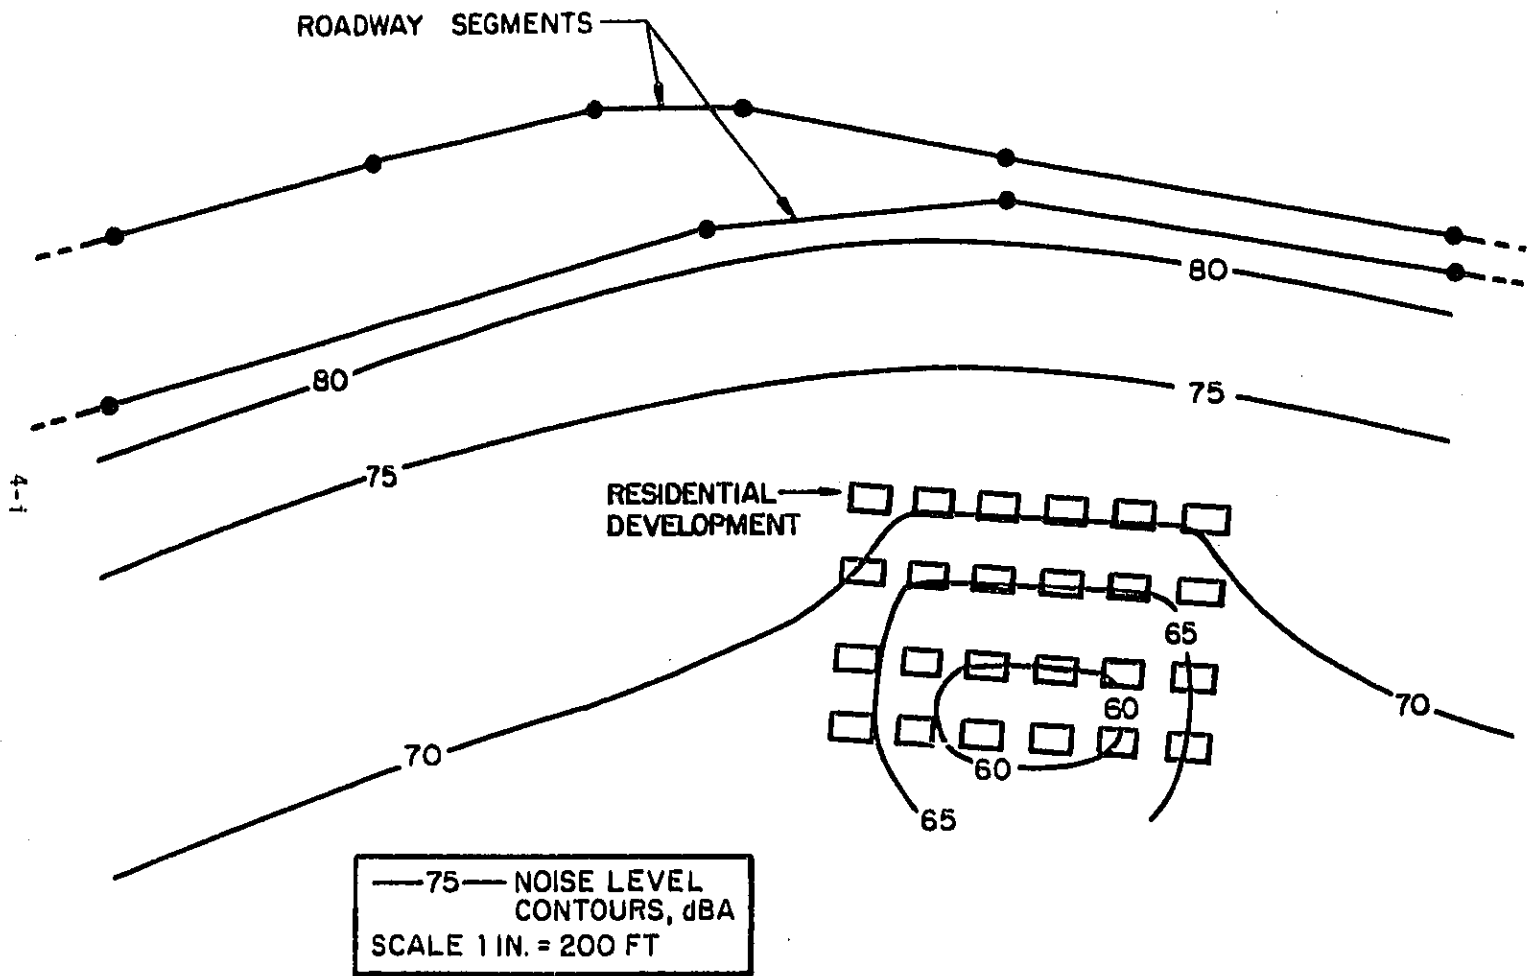 ROADWAY SEGMENTS
80
80
75
75
RESIDENTIAL
DEVELOPMENT
65
70
60
70
60
65
4-1
75 NOISE LEVEL
CONTOURS, dBA
SCALE 1 IN. = 200 FT